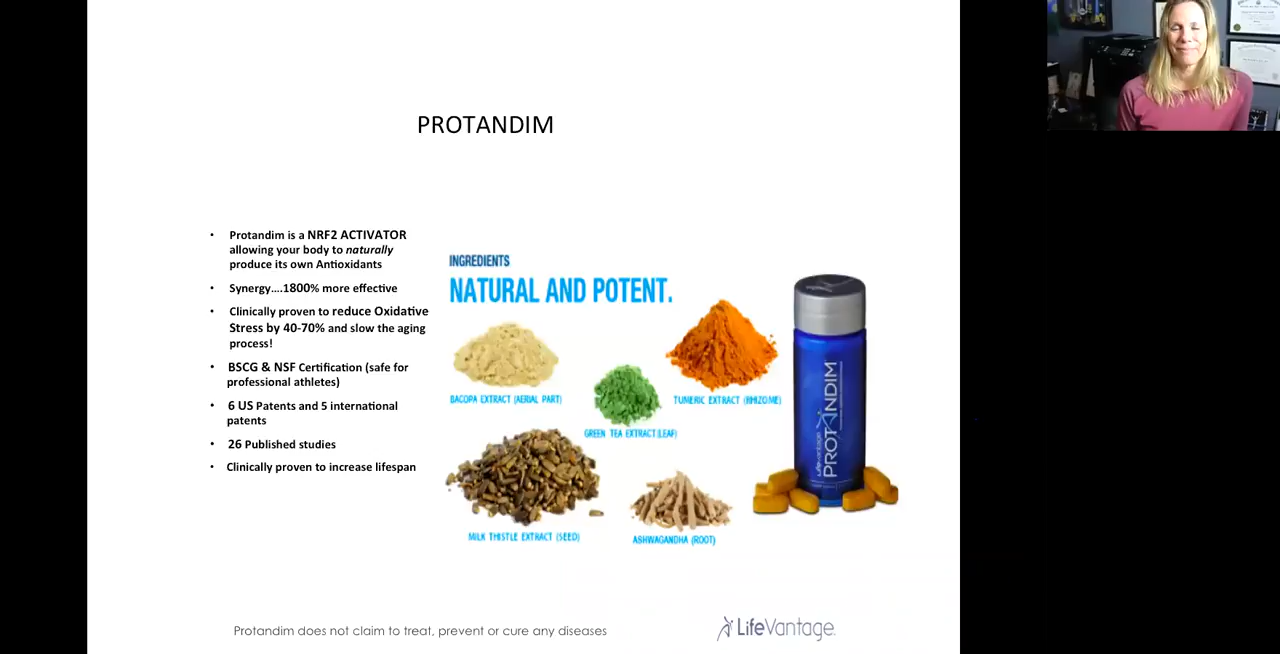 PROTANDIM
• Protandim is a NRF2 ACTIVATOR
allowing your body to naturally
produce its own Antioxidants
• Synergy....1800% more effective
• Clinically proven to reduce Oxidative
Stress by 40-70% and slow the aging
process!
• BSCG & NSF Certification (safe for
professional athletes)
• 6 US Patents and 5 international
patents
• 26 Published studies
• Clinically proven to increase lifespan
INGREDIENTS
NATURAL AND POTENT.
BACOPA EXTRACT (AERIAL PART)
GREEN TEA EXTRACT (LEAF)
TUMERIC EXTRACT (RHIZOME)
MILK THISTLE EXTRACT (SEED)
ASHWAGANDHA (ROOT)
Lifevantage
PROTANDIM
Protandim does not claim to treat, prevent or cure any diseases
LifeVantage.